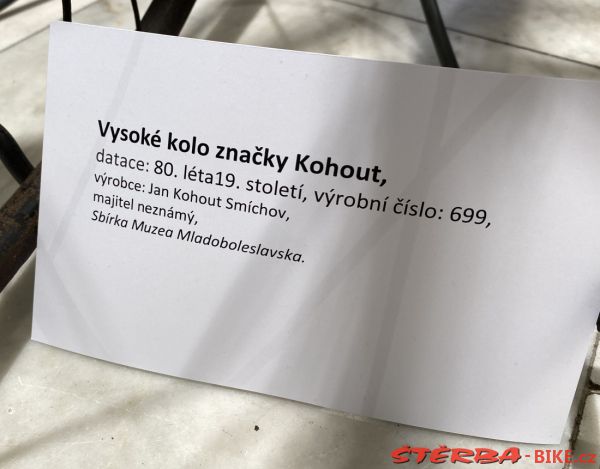 Vysoké kolo značky Kohout,
datace: 80. léta19. století, výrobní číslo: 699,
výrobce: Jan Kohout Smíchov,
majitel neznámý,
Sbírka Muzea Mladoboleslavska.
ŠTĚRBA-BIKE.cz